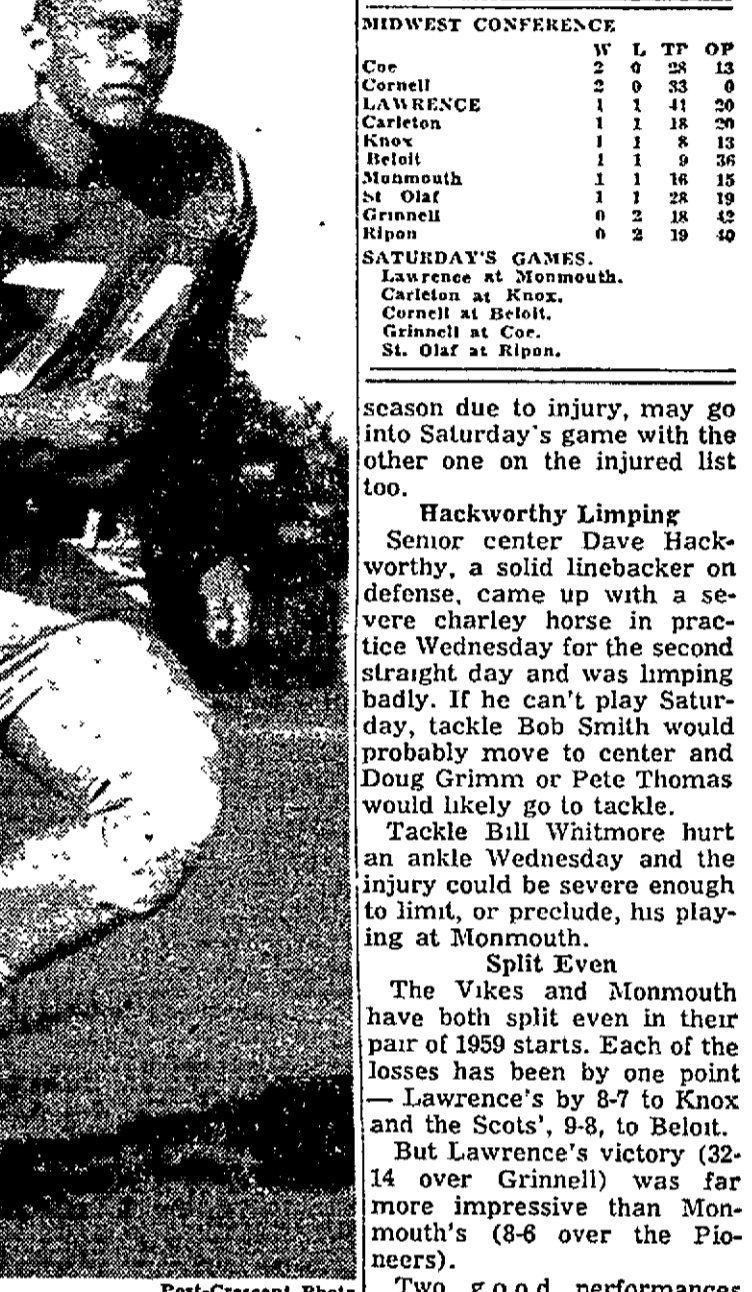 71
Post-Crescent Photo
MIDWEST CONFERENCE
W L TP OP
Coe 2 0 28 13
Cornell 2 0 33 0
LAWRENCE 1 1 41 20
Carleton 1 1 18 20
Knox 1 1 8 13
Beloit 1 1 9 36
Monmouth 1 1 16 15
St Olaf 1 1 28 19
Grinnell 0 2 18 42
Ripon 0 2 19 40
SATURDAY'S GAMES.
Lawrence at Monmouth.
Carleton at Knox.
Cornell at Beloit.
Grinnell at Coe.
St. Olaf at Ripon.
season due to injury, may go
into Saturday's game with the
other one on the injured list
too.
Hackworthy Limping
Senior center Dave Hack-
worthy, a solid linebacker on
defense, came up with a se-
vere charley horse in prac-
tice Wednesday for the second
straight day and was limping
badly. If he can't play Satur-
day, tackle Bob Smith would
probably move to center and
Doug Grimm or Pete Thomas
would likely go to tackle.
Tackle Bill Whitmore hurt
an ankle Wednesday and the
injury could be severe enough
to limit, or preclude, his play-
ing at Monmouth.
Split Even
The Vikes and Monmouth
have both split even in their
pair of 1959 starts. Each of the
losses has been by one point
— Lawrence's by 8-7 to Knox
and the Scots', 9-8, to Beloit.
But Lawrence's victory (32-
14 over Grinnell) was far
more impressive than Mon-
mouth's (8-6 over the Pio-
neers).
Two good performances